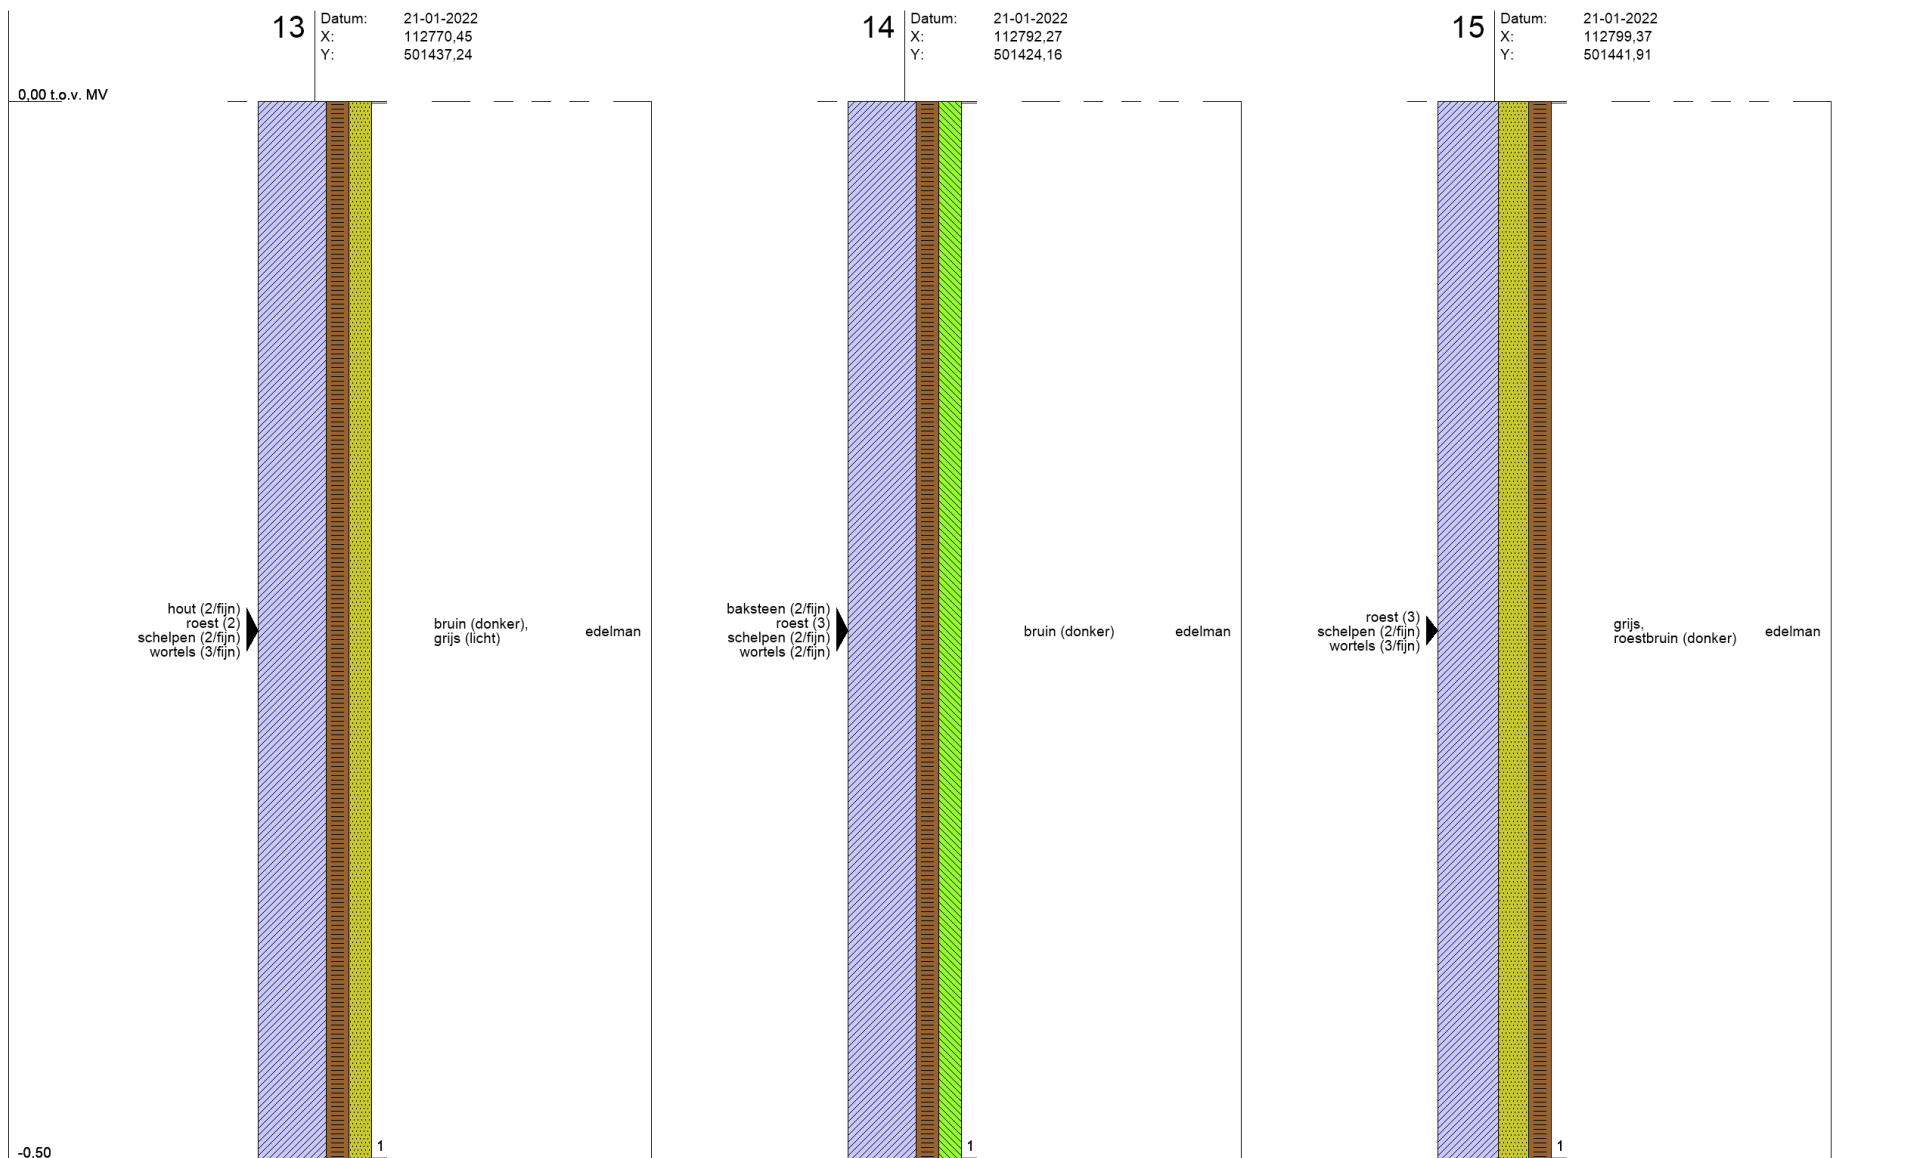 13
Datum: 21-01-2022
X: 112770,45
Y: 501437,24
14
Datum: 21-01-2022
X: 112792,27
Y: 501424,16
15
Datum: 21-01-2022
X: 112799,37
Y: 501441,91
0,00 t.o.v. MV
hout (2/fijn)
roest (2)
schelpen (2/fijn)
wortels (3/fijn)
bruin (donker),
grijs (licht)
edelman
baksteen (2/fijn)
roest (3)
schelpen (2/fijn)
wortels (2/fijn)
bruin (donker)
edelman
roest (3)
schelpen (2/fijn)
wortels (3/fijn)
grijs,
roestbruin (donker)
edelman
1
1
1
-0.50